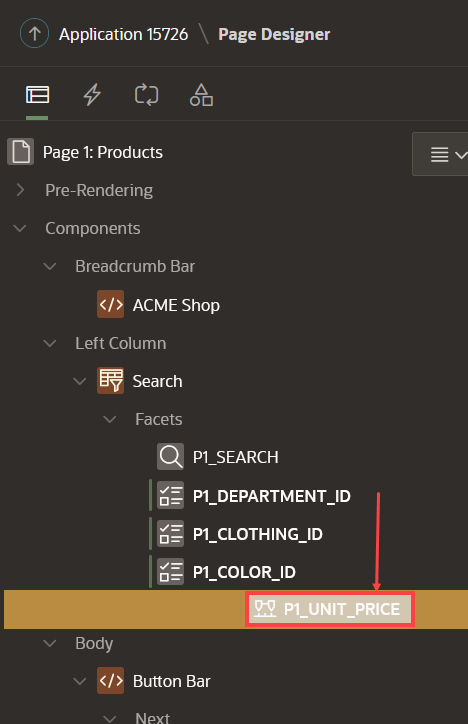 Application 15726 \ Page Designer
Page 1: Products
Pre-Rendering
Components
Breadcrumb Bar
ACME Shop
Left Column
Search
Facets
P1_SEARCH
P1_DEPARTMENT_ID
P1_CLOTHING_ID
P1_COLOR_ID
P1_UNIT_PRICE
Body
Button Bar
Next